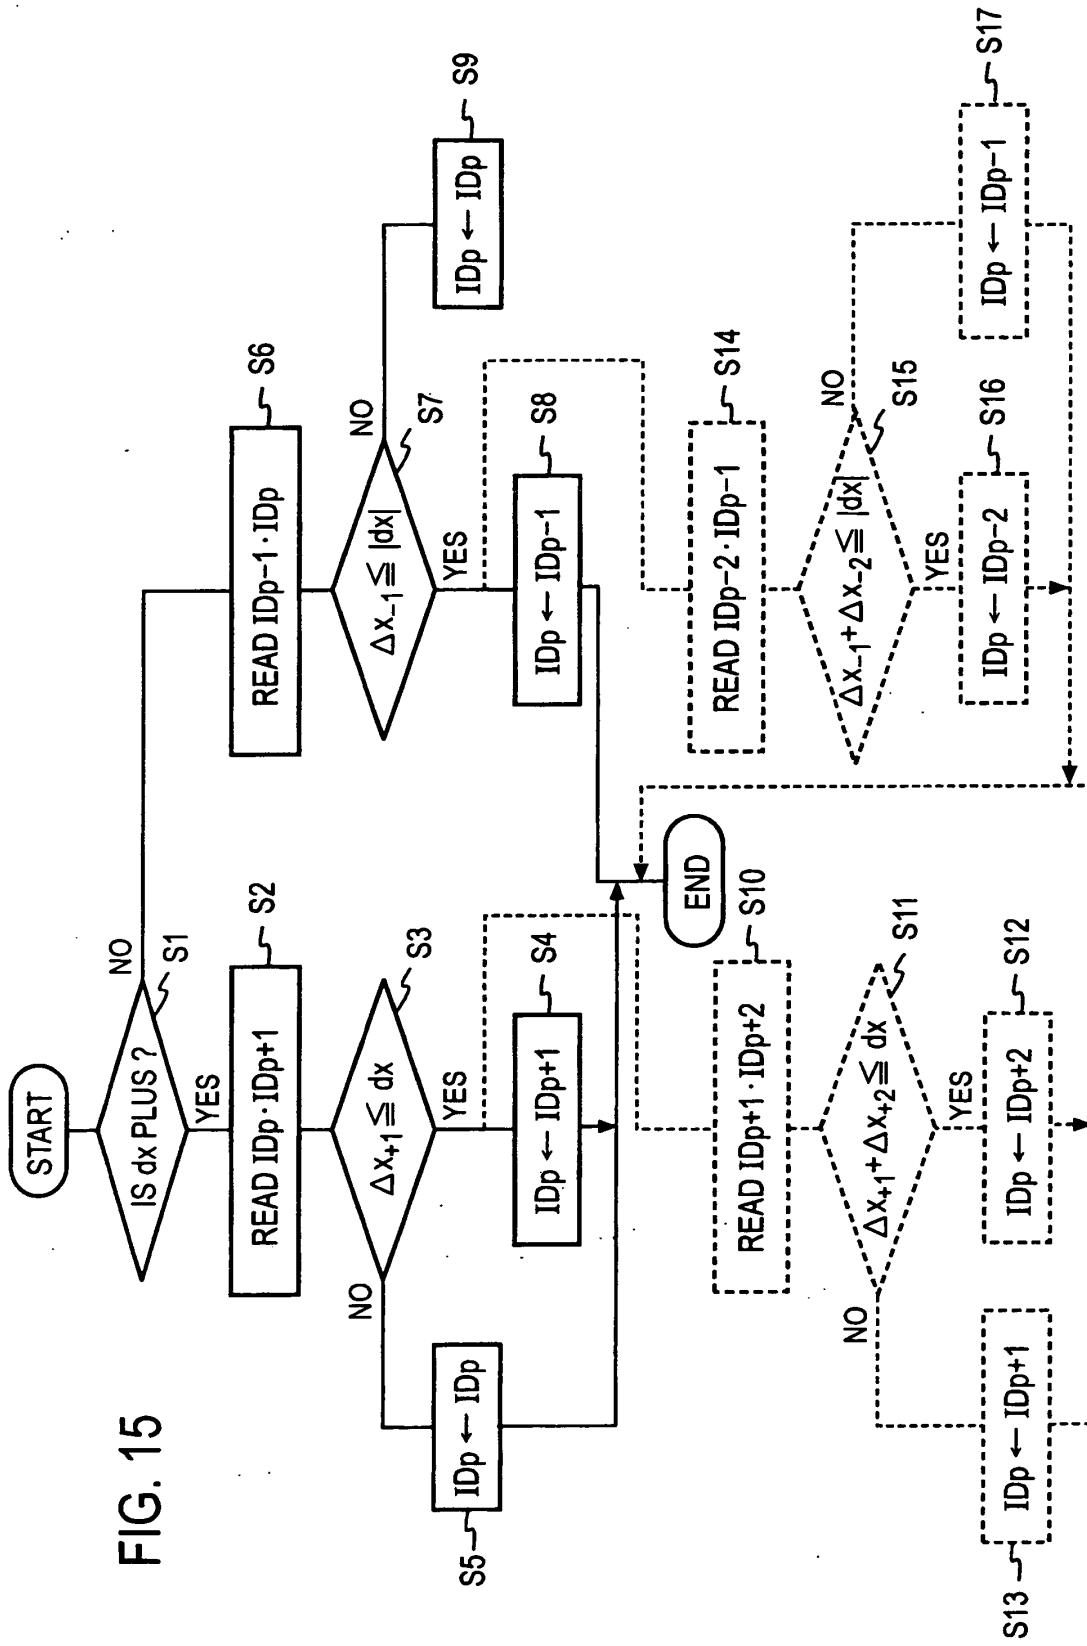 FIG. 15
START
IS dx PLUS ?
S1
YES
NO
READ IDp·IDp+1
S2
Δx+1 ≦ dx
S3
YES
NO
IDp ← IDp+1
S4
IDp ← IDp
S5
READ IDp−1·IDp
S6
Δx−1 ≦ |dx|
S7
YES
NO
IDp ← IDp−1
S8
IDp ← IDp
S9
END
READ IDp+1·IDp+2
S10
Δx+1+Δx+2 ≦ dx
S11
YES
NO
IDp ← IDp+2
S12
IDp ← IDp+1
S13
READ IDp−2·IDp−1
S14
Δx−1+Δx−2 ≦ |dx|
S15
YES
NO
IDp ← IDp−2
S16
IDp ← IDp−1
S17